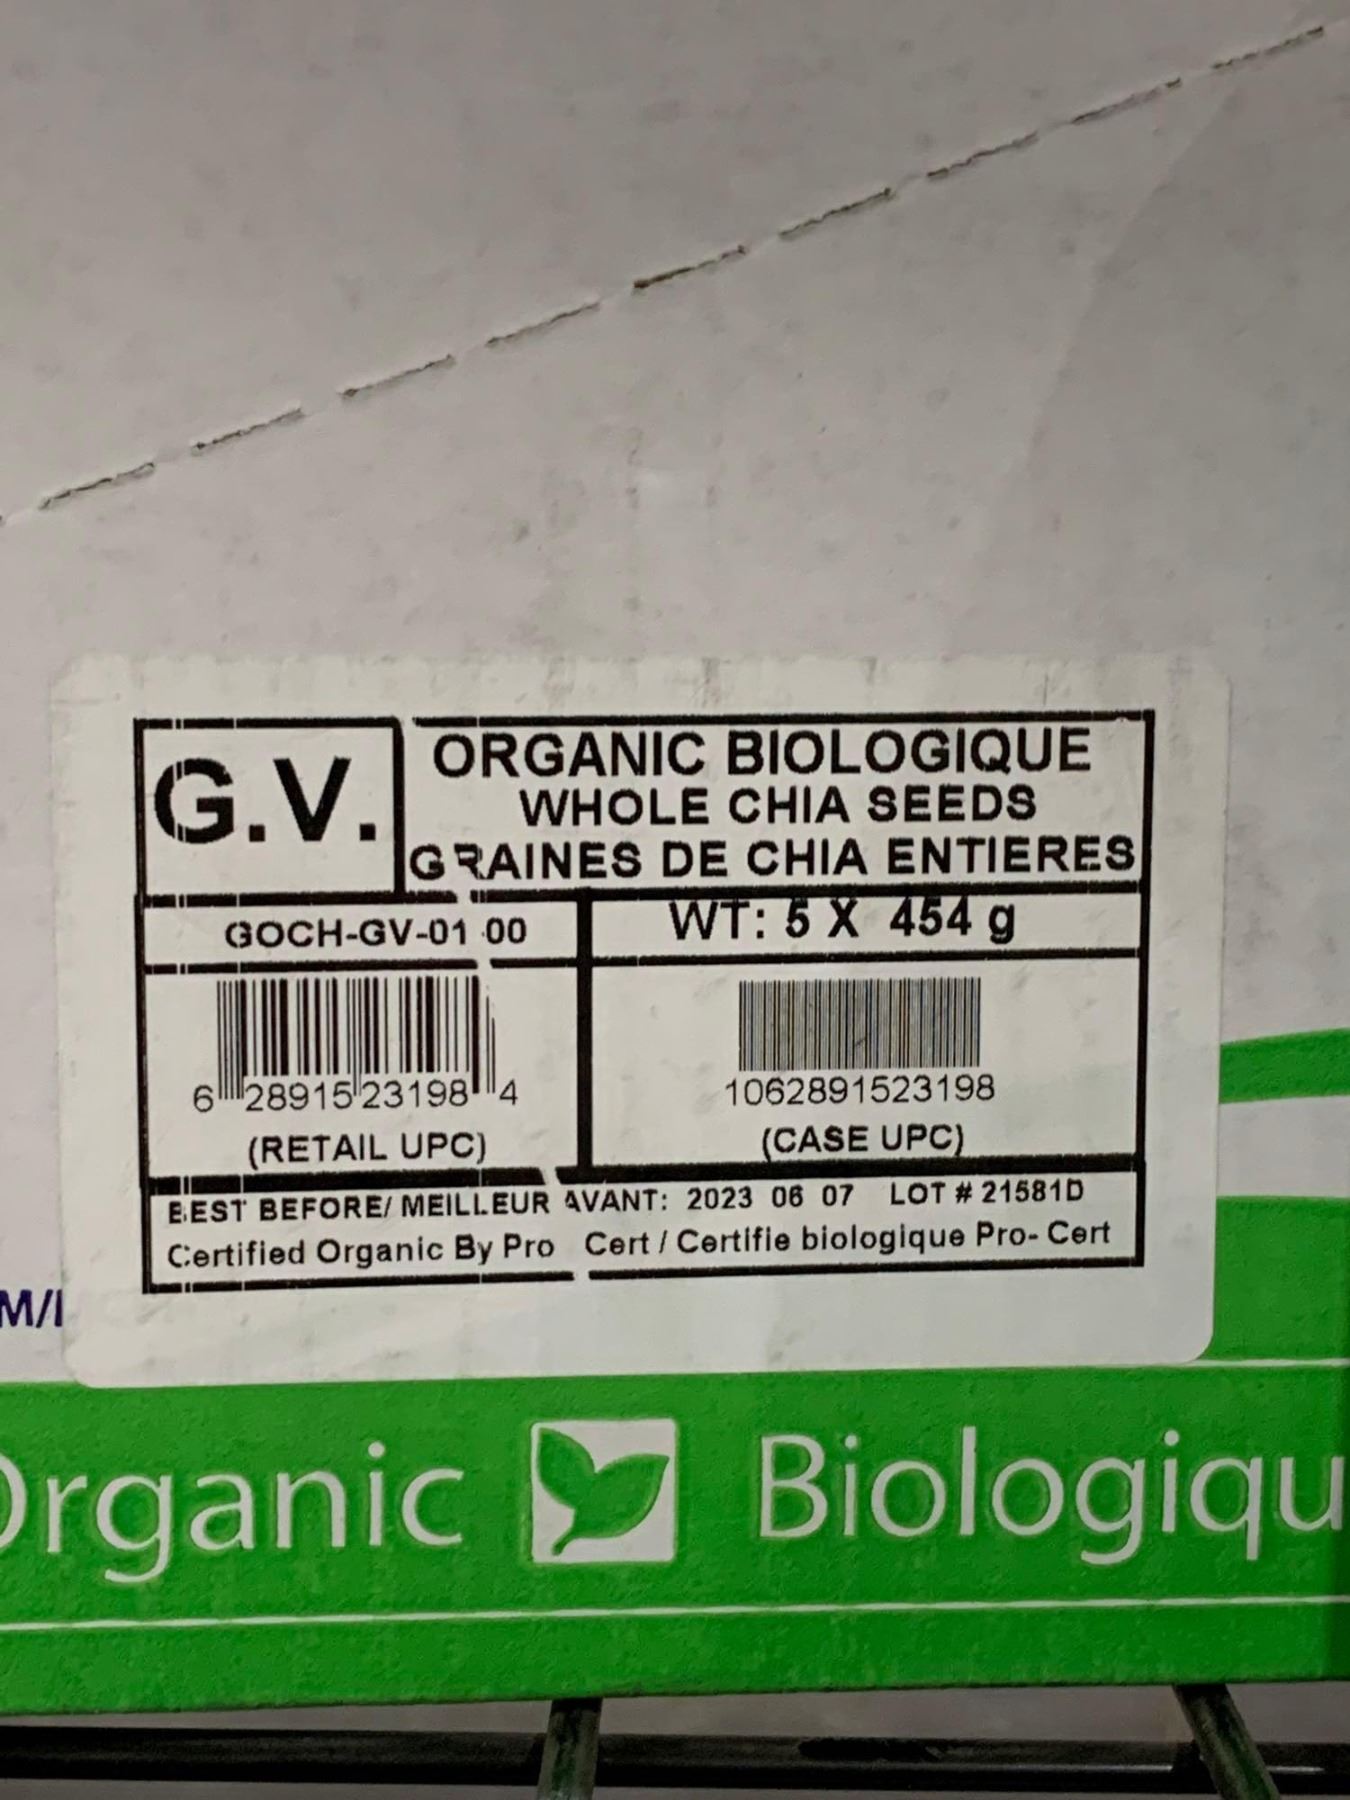 G.V.
ORGANIC BIOLOGIQUE
WHOLE CHIA SEEDS
GRAINES DE CHIA ENTIERES
GOCH-GV-01 00
WT: 5 X 454 g
6 28915 23198 4
(RETAIL UPC)
1062891523198
(CASE UPC)
BEST BEFORE/ MEILLEUR AVANT: 2023 06 07 LOT # 21581D
Certified Organic By Pro Cert / Certifie biologique Pro- Cert
M/I
Organic Biologiqu